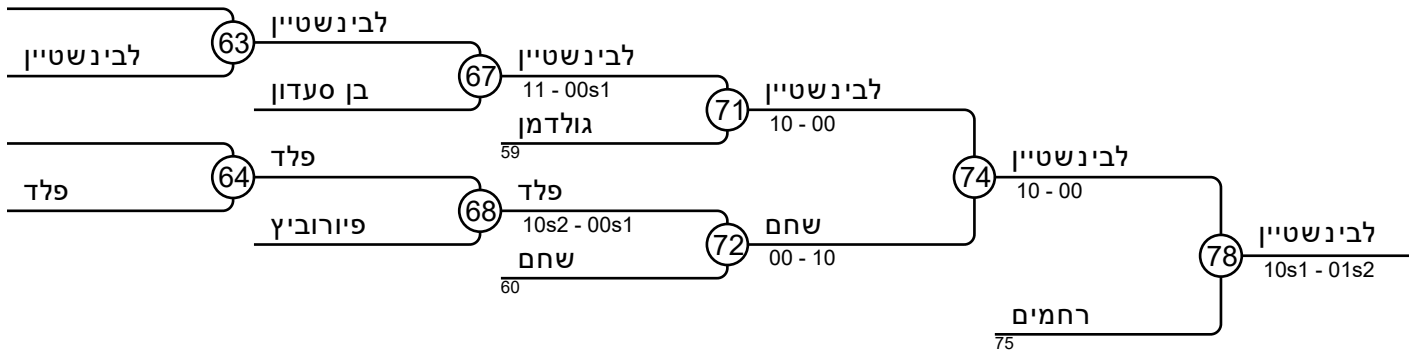 63
לבינשטיין
לבינשטיין
67
בן סעדון
לבינשטיין
11 - 00s1
71
גולדמן
59
לבינשטיין
10 - 00
64
פלד
פלד
68
פיורוביץ
פלד
10s2 - 00s1
72
שחם
60
שחם
00 - 10
74
לבינשטיין
10 - 00
78
רחמים
75
לבינשטיין
10s1 - 01s2